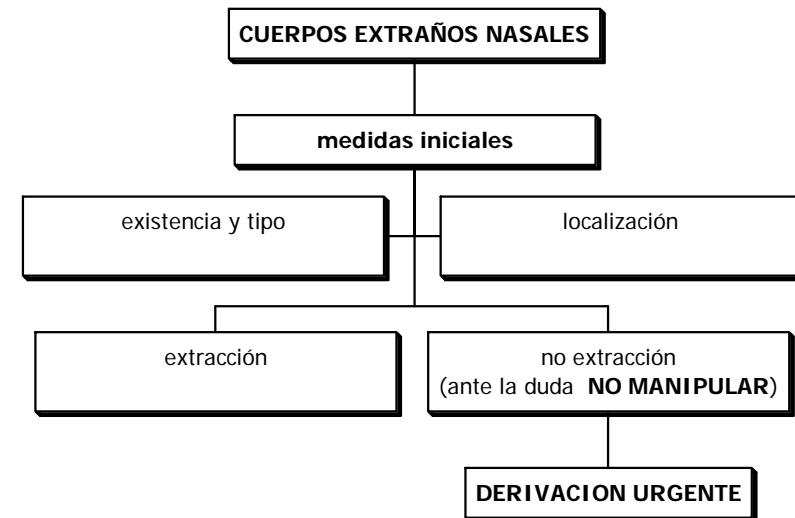 CUERPOS EXTRAÑOS NASALES
medidas iniciales
existencia y tipo
localización
extracción
no extracción
(ante la duda NO MANIPULAR)
DERIVACION URGENTE